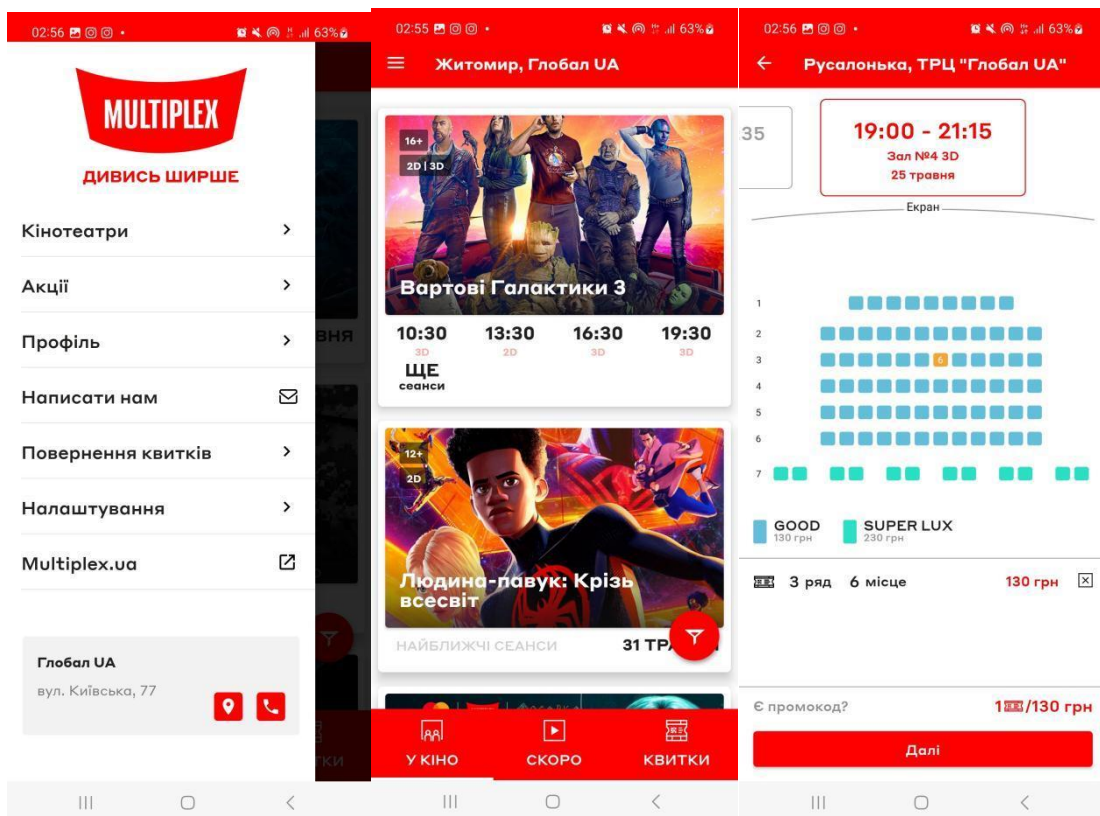 02:56
63%
MULTIPLEX
ДИВИСЬ ШИРШЕ
Кінотеатри
Акції
Профіль
Написати нам
Повернення квитків
Налаштування
Multiplex.ua
Глобал UA
вул. Київська, 77
ВНЯ
ТКИ
02:55
63%
Житомир, Глобал UA
16+
2D | 3D
Вартові Галактики 3
10:30 13:30 16:30 19:30
3D 2D 3D 3D
ЩЕ
сеанси
12+
2D
Людина-павук: Крізь
всесвіт
НАЙБЛИЖЧІ СЕАНСИ 31
У КІНО СКОРО КВИТКИ
02:56
63%
Русалонька, ТРЦ "Глобал UA"
35
19:00 - 21:15
Зал №4 3D
25 травня
Екран
1
2
3 6
4
5
6
7
GOOD SUPER LUX
130 грн 230 грн
3 ряд 6 місце 130 грн
Є промокод? 1 /130 грн
Далі